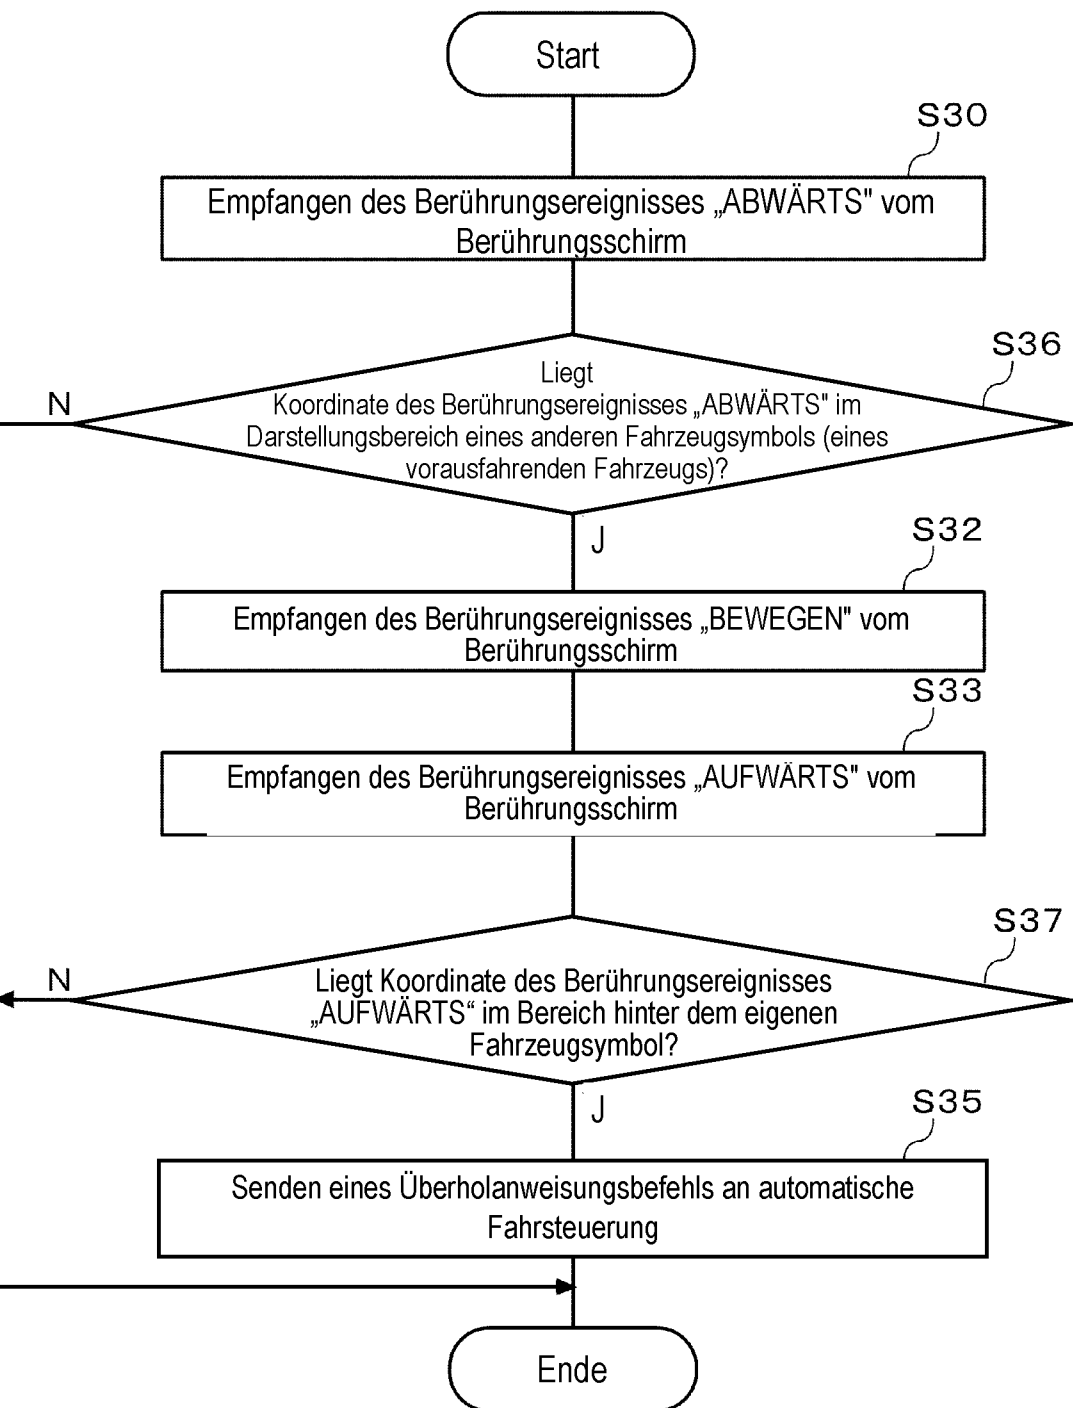 Start
S30
Empfangen des Berührungsereignisses „ABWÄRTS" vom
Berührungsschirm
S36
Liegt
Koordinate des Berührungsereignisses „ABWÄRTS" im
Darstellungsbereich eines anderen Fahrzeugsymbols (eines
vorausfahrenden Fahrzeugs)?
N
J
S32
Empfangen des Berührungsereignisses „BEWEGEN" vom
Berührungsschirm
S33
Empfangen des Berührungsereignisses „AUFWÄRTS" vom
Berührungsschirm
S37
N
Liegt Koordinate des Berührungsereignisses
„AUFWÄRTS“ im Bereich hinter dem eigenen
Fahrzeugsymbol?
J
S35
Senden eines Überholanweisungsbefehls an automatische
Fahrsteuerung
Ende